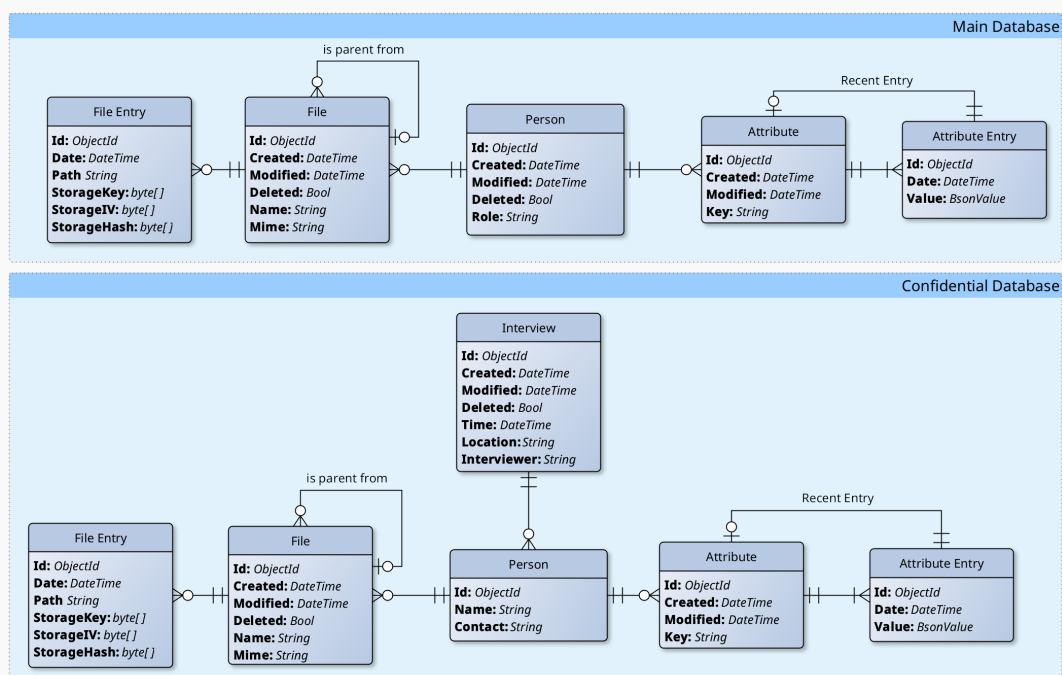 Main Database
is parent from
Recent Entry
File Entry
Id: ObjectId
Date: DateTime
Path String
StorageKey: byte[ ]
StorageIV: byte[ ]
StorageHash: byte[ ]
File
Id: ObjectId
Created: DateTime
Modified: DateTime
Deleted: Bool
Name: String
Mime: String
Person
Id: ObjectId
Created: DateTime
Modified: DateTime
Deleted: Bool
Role: String
Attribute
Id: ObjectId
Created: DateTime
Modified: DateTime
Key: String
Attribute Entry
Id: ObjectId
Date: DateTime
Value: BsonValue
Confidential Database
Interview
Id: ObjectId
Created: DateTime
Modified: DateTime
Deleted: Bool
Time: DateTime
Location: String
Interviewer: String
is parent from
Recent Entry
File Entry
Id: ObjectId
Date: DateTime
Path String
StorageKey: byte[ ]
StorageIV: byte[ ]
StorageHash: byte[ ]
File
Id: ObjectId
Created: DateTime
Modified: DateTime
Deleted: Bool
Name: String
Mime: String
Person
Id: ObjectId
Name: String
Contact: String
Attribute
Id: ObjectId
Created: DateTime
Modified: DateTime
Key: String
Attribute Entry
Id: ObjectId
Date: DateTime
Value: BsonValue